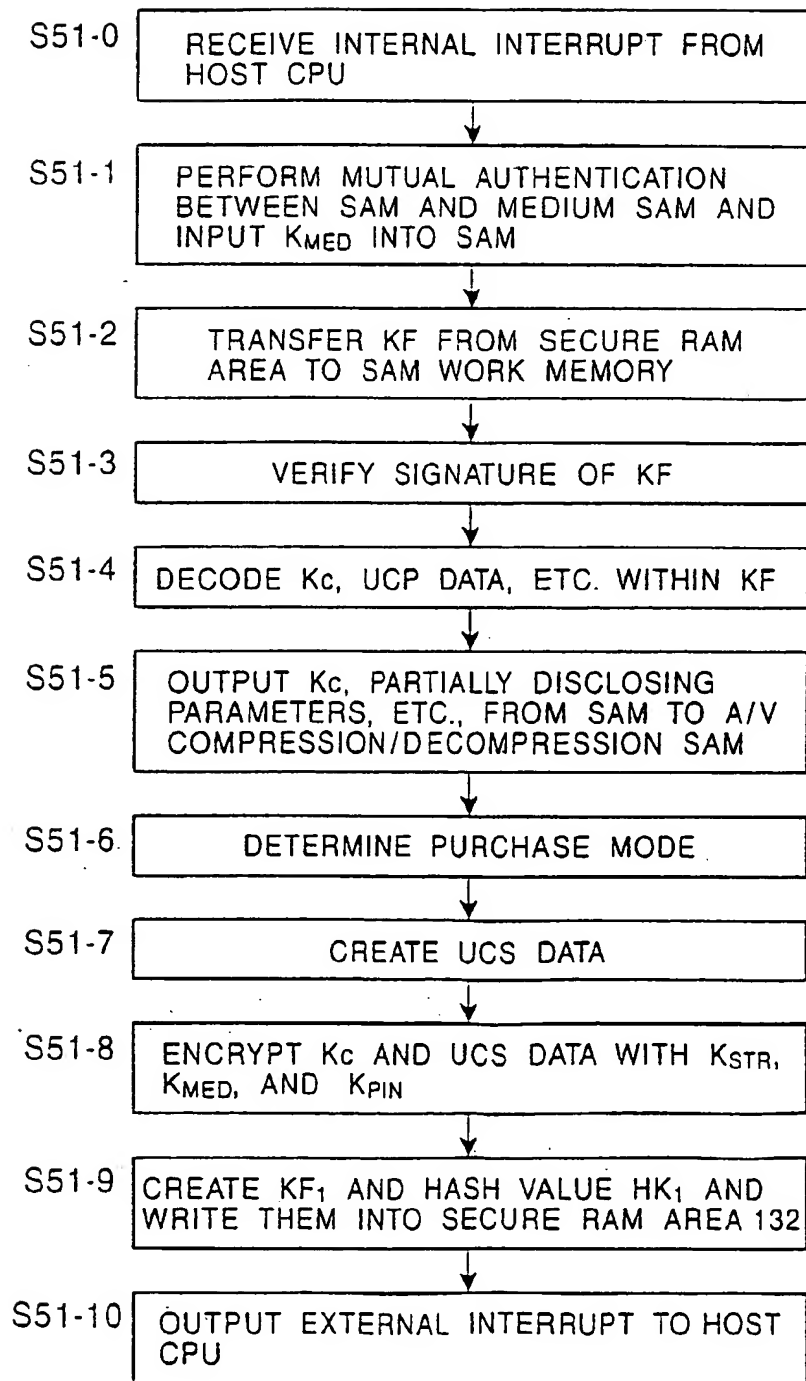 S51-0
RECEIVE INTERNAL INTERRUPT FROM
HOST CPU
S51-1
PERFORM MUTUAL AUTHENTICATION
BETWEEN SAM AND MEDIUM SAM AND
INPUT KMED INTO SAM
S51-2
TRANSFER KF FROM SECURE RAM
AREA TO SAM WORK MEMORY
S51-3
VERIFY SIGNATURE OF KF
S51-4
DECODE Kc, UCP DATA, ETC. WITHIN KF
S51-5
OUTPUT Kc, PARTIALLY DISCLOSING
PARAMETERS, ETC., FROM SAM TO A/V
COMPRESSION/DECOMPRESSION SAM
S51-6
DETERMINE PURCHASE MODE
S51-7
CREATE UCS DATA
S51-8
ENCRYPT Kc AND UCS DATA WITH KSTR,
KMED, AND KPIN
S51-9
CREATE KF1 AND HASH VALUE HK1 AND
WRITE THEM INTO SECURE RAM AREA 132
S51-10
OUTPUT EXTERNAL INTERRUPT TO HOST
CPU